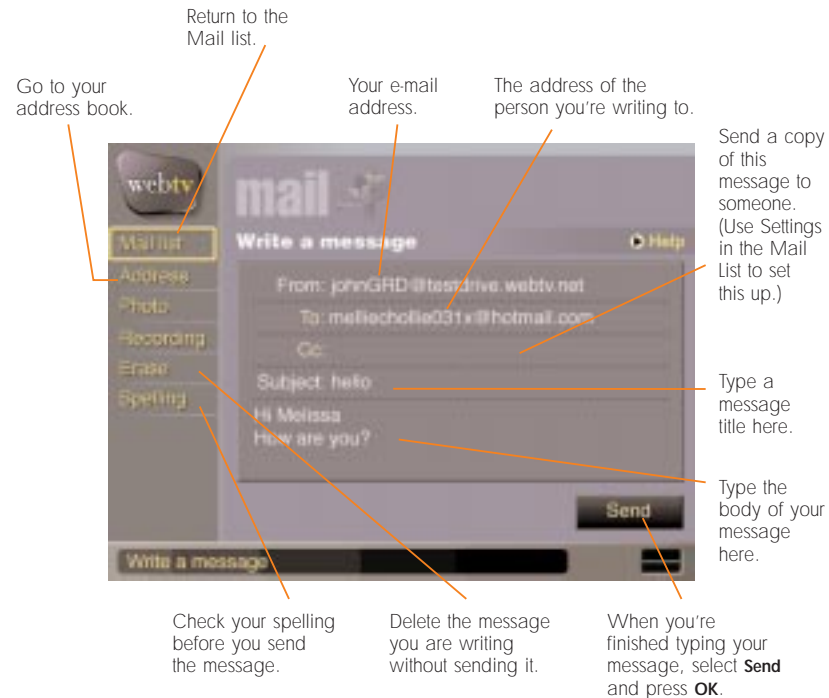 Return to the
Mail list.
Go to your
address book.
Your e-mail
address.
The address of the
person you're writing to.
Send a copy
of this
message to
someone.
(Use Settings
in the Mail
List to set
this up.)
webtv
mail
Mail list
Write a message
Help
Address
From: johnGRD@testdrive.webtv.net
Photo
To: melliechollie031x@hotmail.com
Recording
Cc:
Erase
Subject: hello
Spelling
Hi Melissa
How are you?
Type a
message
title here.
Type the
body of your
message
here.
Send
Write a message
Check your spelling
before you send
the message.
Delete the message
you are writing
without sending it.
When you're
finished typing your
message, select Send
and press OK.